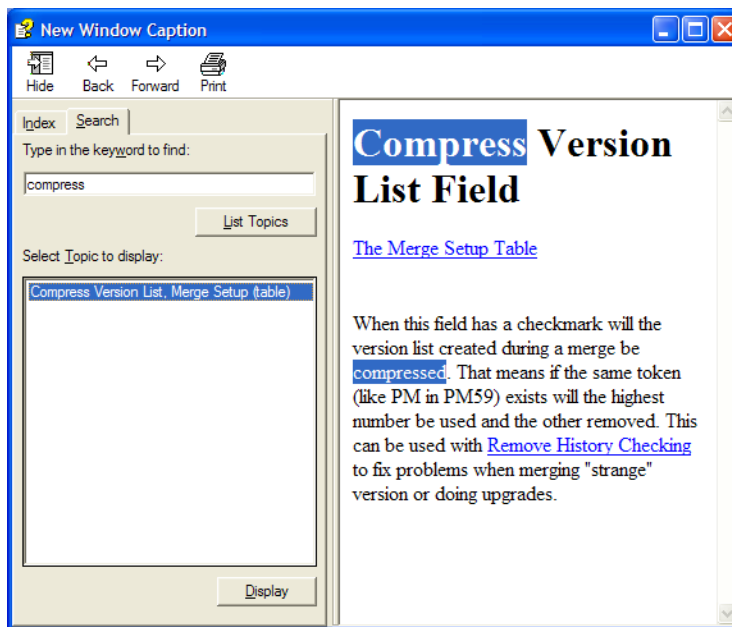 New Window Caption
Hide Back Forward Print
Index Search
Type in the keyword to find:
compress
List Topics
Select Topic to display:
Compress Version List, Merge Setup (table)
Display
Compress Version
List Field
The Merge Setup Table
When this field has a checkmark will the
version list created during a merge be
compressed. That means if the same token
(like PM in PM59) exists will the highest
number be used and the other removed. This
can be used with Remove History Checking
to fix problems when merging "strange"
version or doing upgrades.